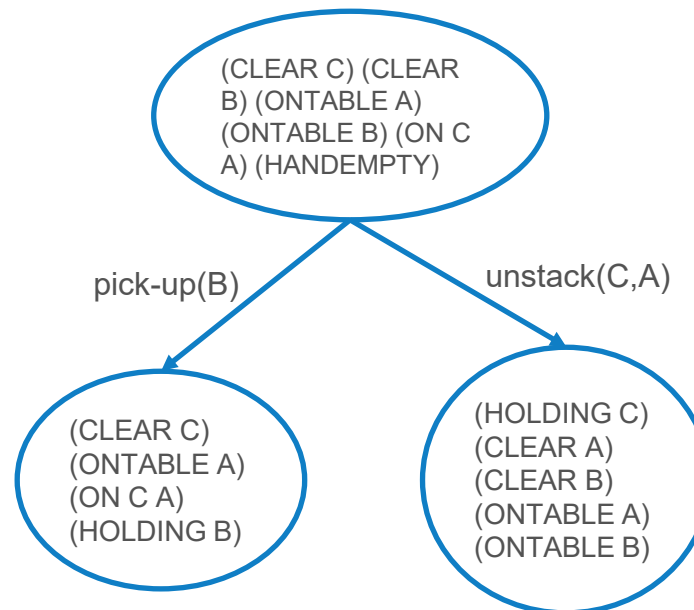 (CLEAR C) (CLEAR
B) (ONTABLE A)
(ONTABLE B) (ON C
A) (HANDEMPTY)
pick-up(B)
unstack(C,A)
(CLEAR C)
(ONTABLE A)
(ON C A)
(HOLDING B)
(HOLDING C)
(CLEAR A)
(CLEAR B)
(ONTABLE A)
(ONTABLE B)